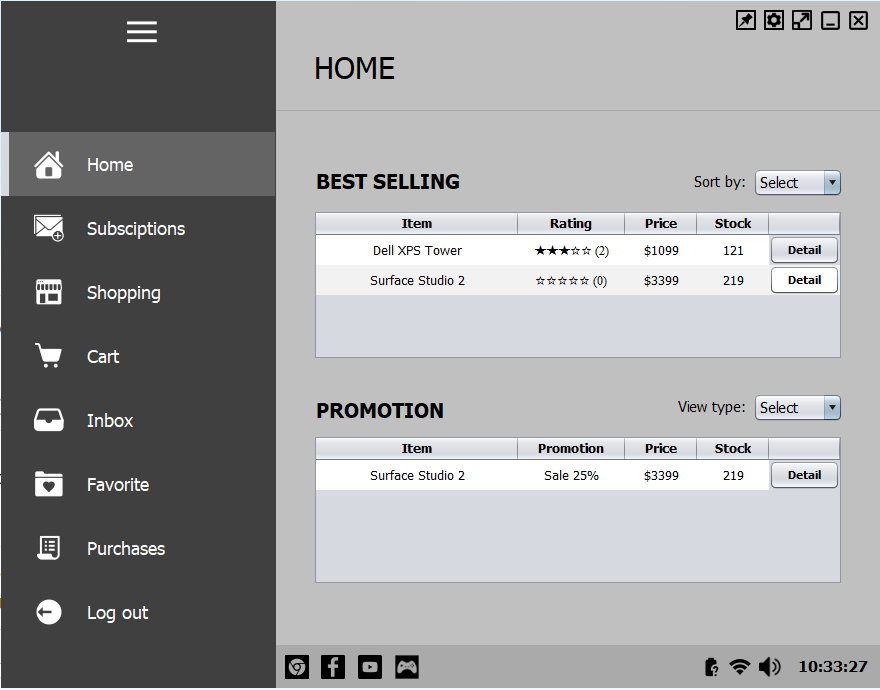 HOME
Home
Subsciptions
Shopping
Cart
Inbox
Favorite
Purchases
Log out
BEST SELLING Sort by: Select
Item Rating Price Stock
Dell XPS Tower ★★★☆☆ (2) $1099 121 Detail
Surface Studio 2 ☆☆☆☆☆ (0) $3399 219 Detail
PROMOTION View type: Select
Item Promotion Price Stock
Surface Studio 2 Sale 25% $3399 219 Detail
10:33:27